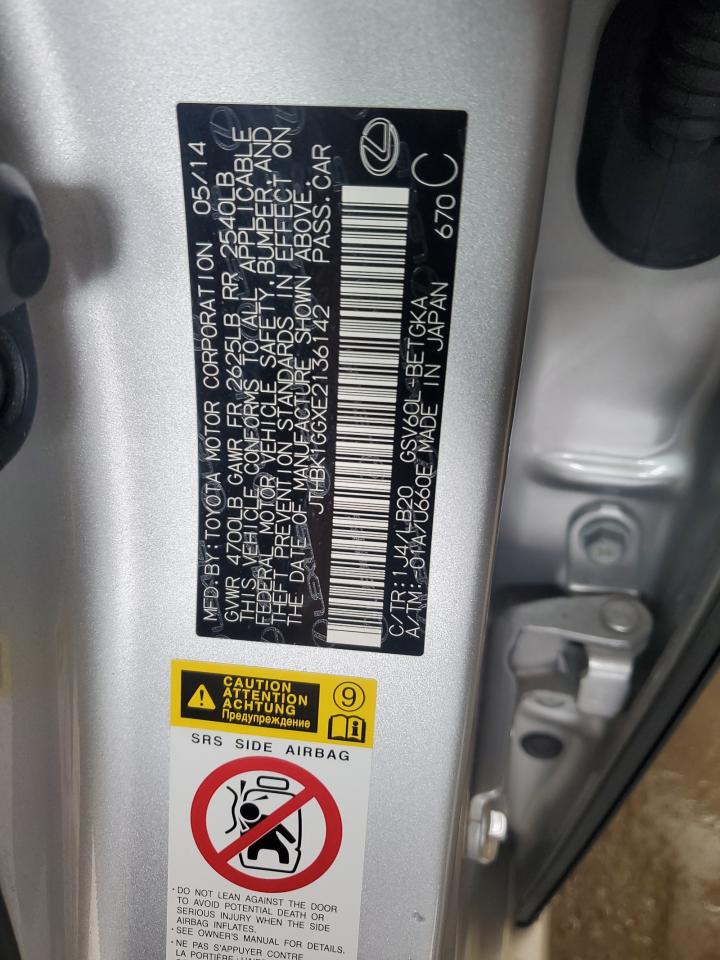 MFD.BY:TOYOTA MOTOR CORPORATION 05/14
GVWR 4700LB GAWR FR 2625LB RR 2540LB
THIS VEHICLE CONFORMS TO ALL APPLICABLE
FEDERAL MOTOR VEHICLE SAFETY,BUMPER,AND
THEFT PREVENTION STANDARDS IN EFFECT ON
THE DATE OF MANUFACTURE SHOWN ABOVE.
JTHBK1GGXE2136142 PASS.CAR
C/TR:1J4/LB20 GSV60L-BETGKA
A/TM:-01A/U660E MADE IN JAPAN
670
C
CAUTION
ATTENTION
ACHTUNG
Предупреждение
9
i
SRS SIDE AIRBAG
·DO NOT LEAN AGAINST THE DOOR
TO AVOID POTENTIAL DEATH OR
SERIOUS INJURY WHEN THE SIDE
AIRBAG INFLATES.
·SEE OWNER'S MANUAL FOR DETAILS.
·NE PAS S'APPUYER CONTRE